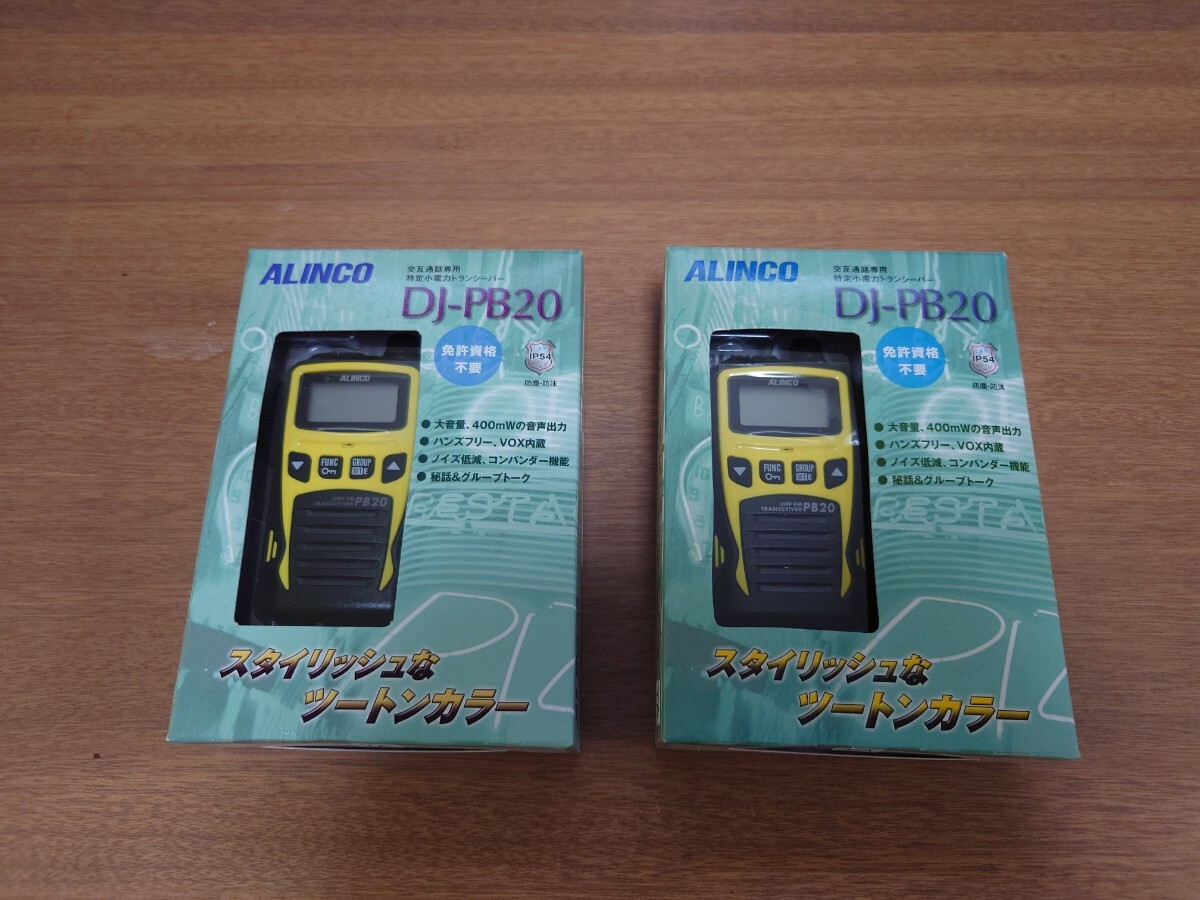 ALINCO
交互通話専用
特定小電力トランシーバー
DJ-PB20
免許資格
不要
IP54
防塵・防沫
ALINCO
● 大音量、400mWの音声出力
● ハンズフリー、VOX内蔵
● ノイズ低減、コンパンダー機能
● 秘話&グループトーク
▼ FUNC GROUP ▲
UHF FM
TRANSCEIVER PB20
スタイリッシュな
ツートンカラー
ALINCO
交互通話専用
特定小電力トランシーバー
DJ-PB20
免許資格
不要
IP54
防塵・防沫
ALINCO
● 大音量、400mWの音声出力
● ハンズフリー、VOX内蔵
● ノイズ低減、コンパンダー機能
● 秘話&グループトーク
▼ FUNC GROUP ▲
UHF FM
TRANSCEIVER PB20
スタイリッシュな
ツートンカラー